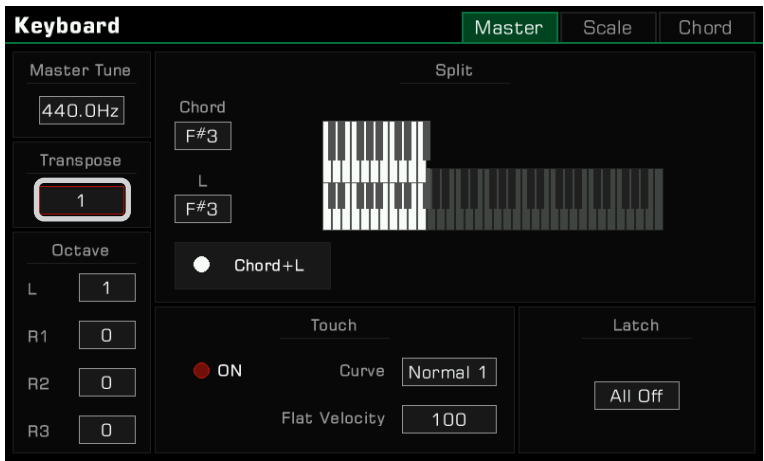 Keyboard
Master Scale Chord
Master Tune
440.0Hz
Transpose
1
Octave
L 1
R1 0
R2 0
R3 0
Split
Chord
F#3
L
F#3
Chord+L
Touch
ON Curve Normal 1
Flat Velocity 100
Latch
All Off